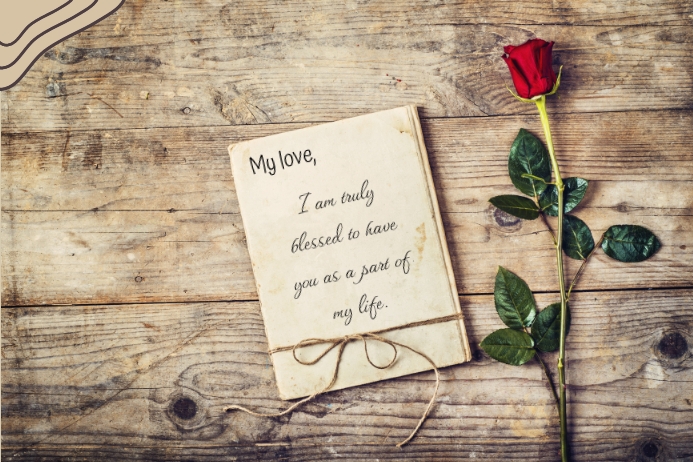 My love,
I am truly
blessed to have
you as a part of
my life.